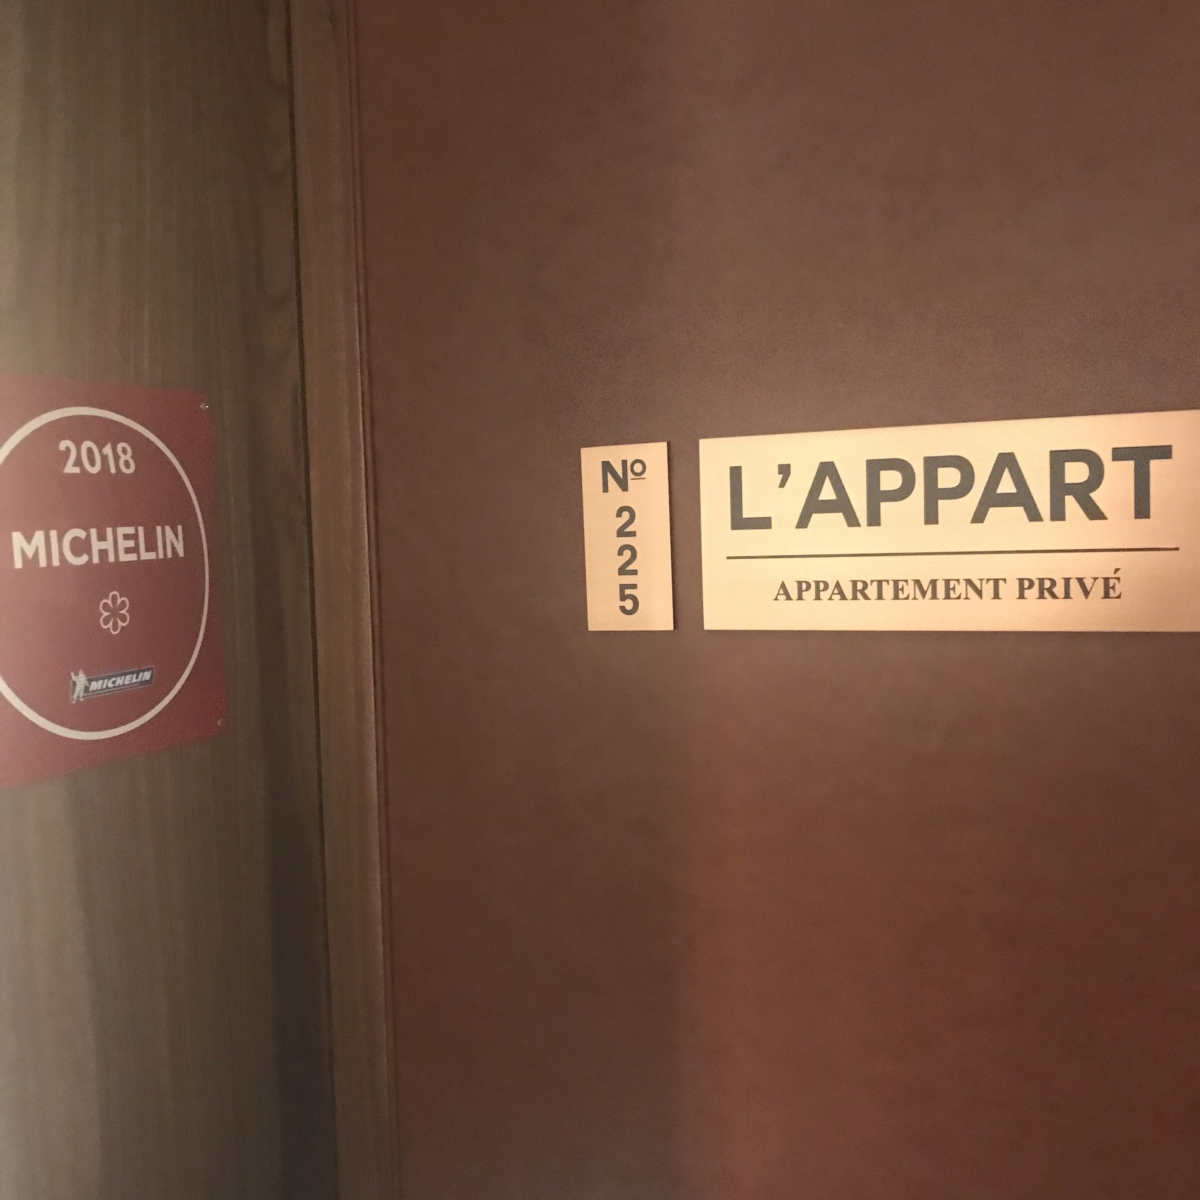 2018
MICHELIN
MICHELIN
Nº
2
2
5
L'APPART
APPARTEMENT PRIVÉ